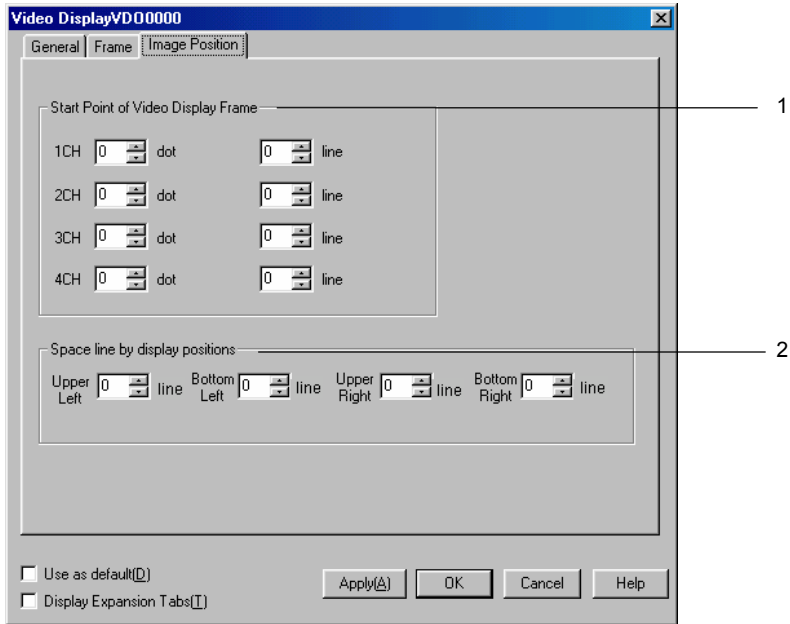 Video DisplayVDO0000
General Frame Image Position
Start Point of Video Display Frame 1
1CH 0 dot 0 line
2CH 0 dot 0 line
3CH 0 dot 0 line
4CH 0 dot 0 line
Space line by display positions 2
Upper Left 0 line Bottom Left 0 line Upper Right 0 line Bottom Right 0 line
Use as default(D)
Display Expansion Tabs(T)
Apply(A) OK Cancel Help